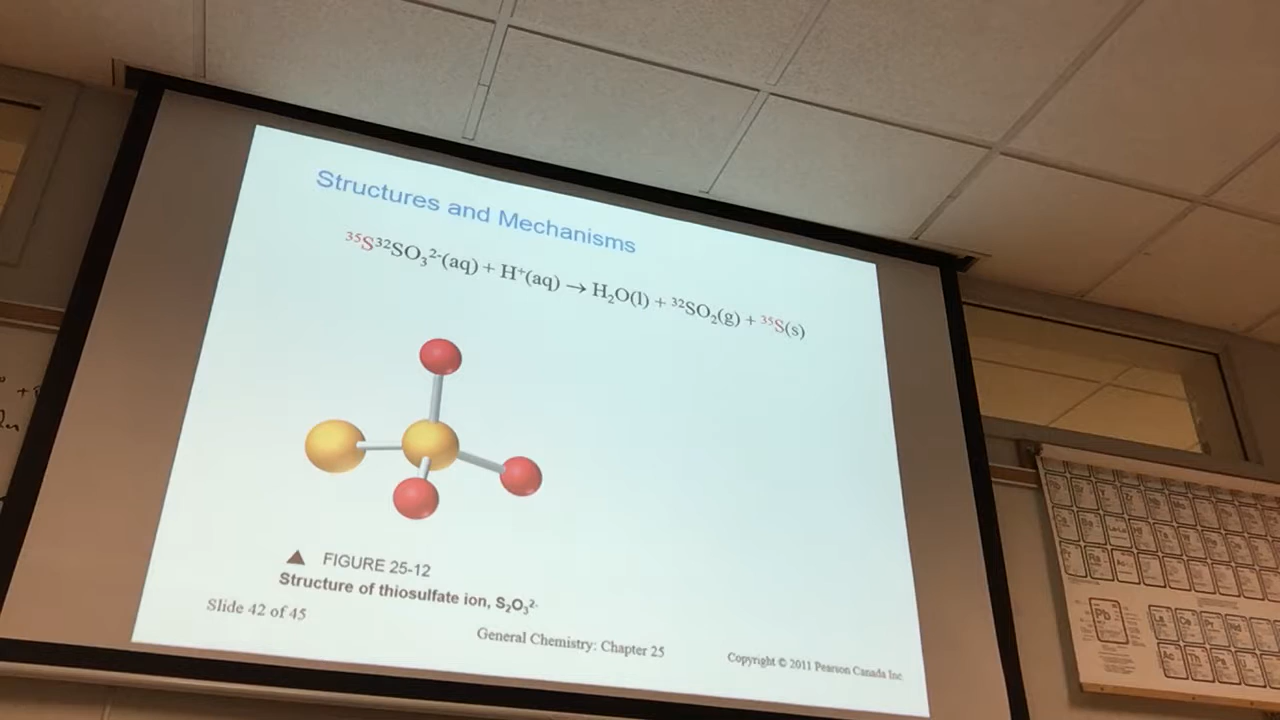 Structures and Mechanisms
³⁵S³²SO₃²⁻(aq) + H⁺(aq) → H₂O(l) + ³²SO₂(g) + ³⁵S(s)
FIGURE 25-12
Structure of thiosulfate ion, S₂O₃²⁻
Slide 42 of 45
General Chemistry: Chapter 25
Copyright © 2011 Pearson Canada Inc
Pb